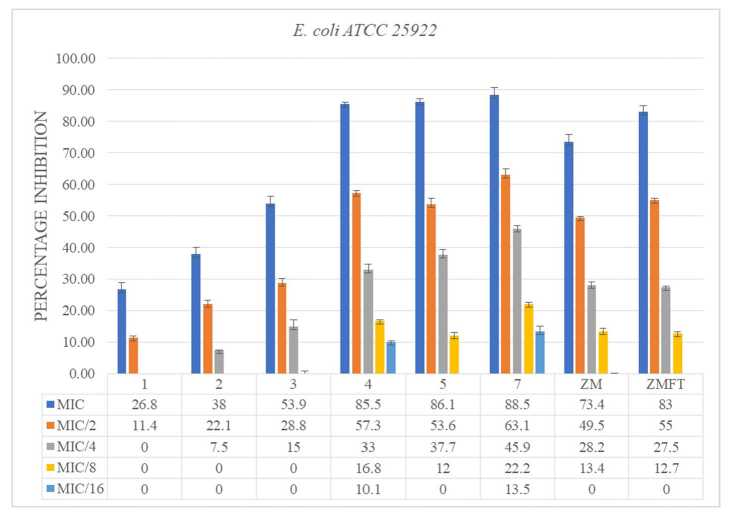 E. coli ATCC 25922
PERCENTAGE INHIBITION
100.00
90.00
80.00
70.00
60.00
50.00
40.00
30.00
20.00
10.00
0.00
1 2 3 4 5 7 ZM ZMFT
MIC 26.8 38 53.9 85.5 86.1 88.5 73.4 83
MIC/2 11.4 22.1 28.8 57.3 53.6 63.1 49.5 55
MIC/4 0 7.5 15 33 37.7 45.9 28.2 27.5
MIC/8 0 0 0 16.8 12 22.2 13.4 12.7
MIC/16 0 0 0 10.1 0 13.5 0 0